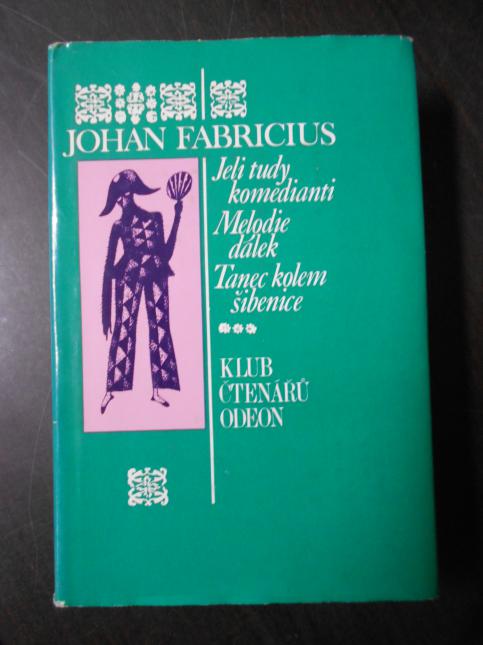 JOHAN FABRICIUS
Jeli tudy
komedianti
Melodie
dálek
Tanec kolem
šibenice
KLUB
ČTENÁŘŮ
ODEON